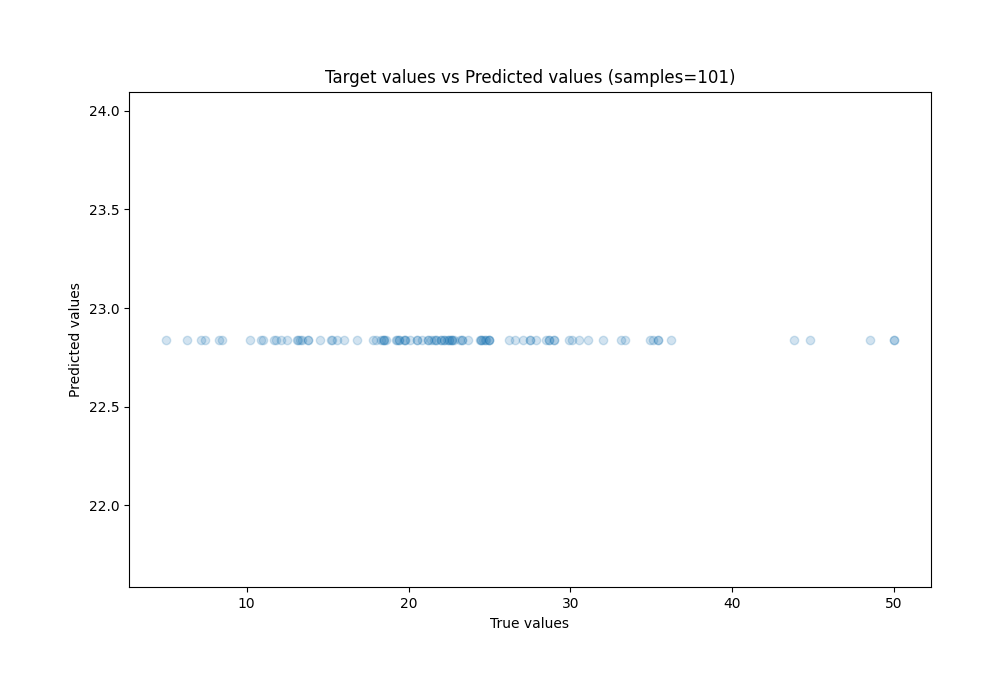 Target values vs Predicted values (samples=101)
24.0
23.5
23.0
22.5
22.0
Predicted values
10 20 30 40 50
True values